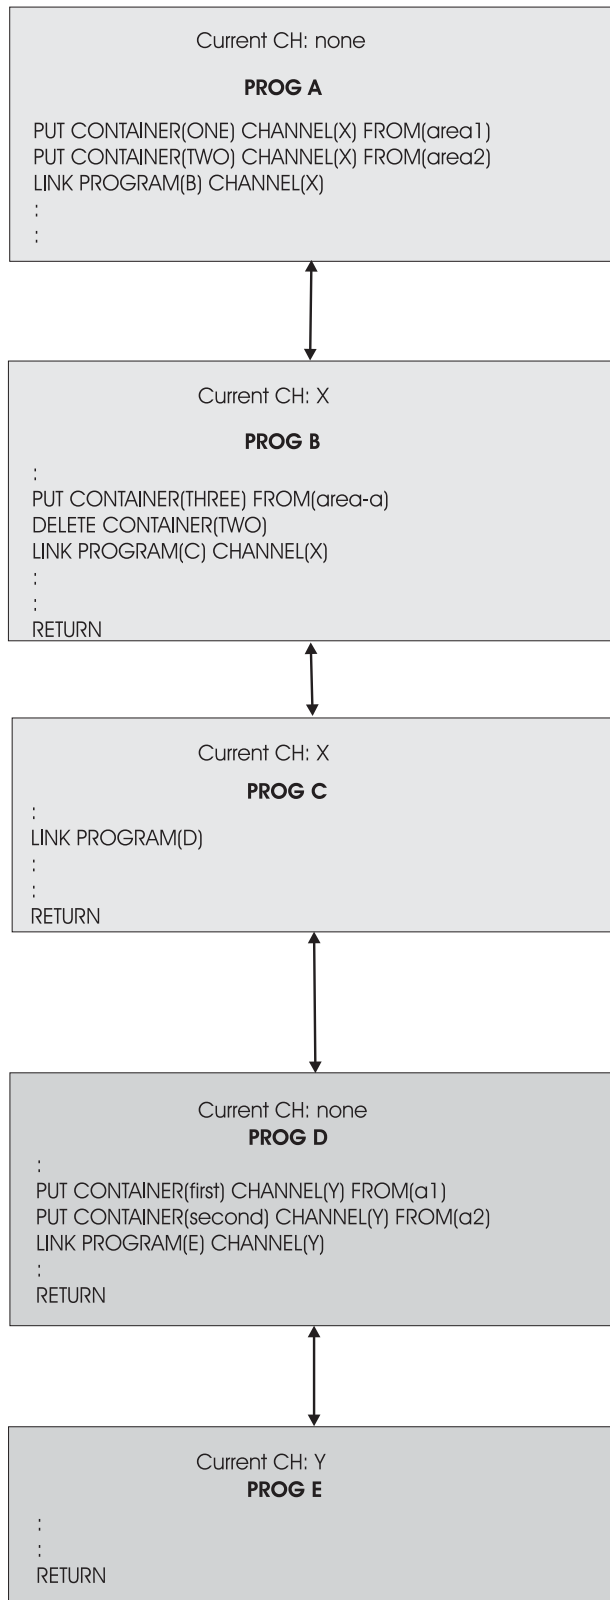 Current CH: none
PROG A
PUT CONTAINER(ONE) CHANNEL(X) FROM(area1)
PUT CONTAINER(TWO) CHANNEL(X) FROM(area2)
LINK PROGRAM(B) CHANNEL(X)
:
:
Current CH: X
PROG B
:
PUT CONTAINER(THREE) FROM(area-a)
DELETE CONTAINER(TWO)
LINK PROGRAM(C) CHANNEL(X)
:
:
RETURN
Current CH: X
PROG C
:
LINK PROGRAM(D)
:
:
RETURN
Current CH: none
PROG D
:
PUT CONTAINER(first) CHANNEL(Y) FROM(a1)
PUT CONTAINER(second) CHANNEL(Y) FROM(a2)
LINK PROGRAM(E) CHANNEL(Y)
:
RETURN
Current CH: Y
PROG E
:
:
RETURN